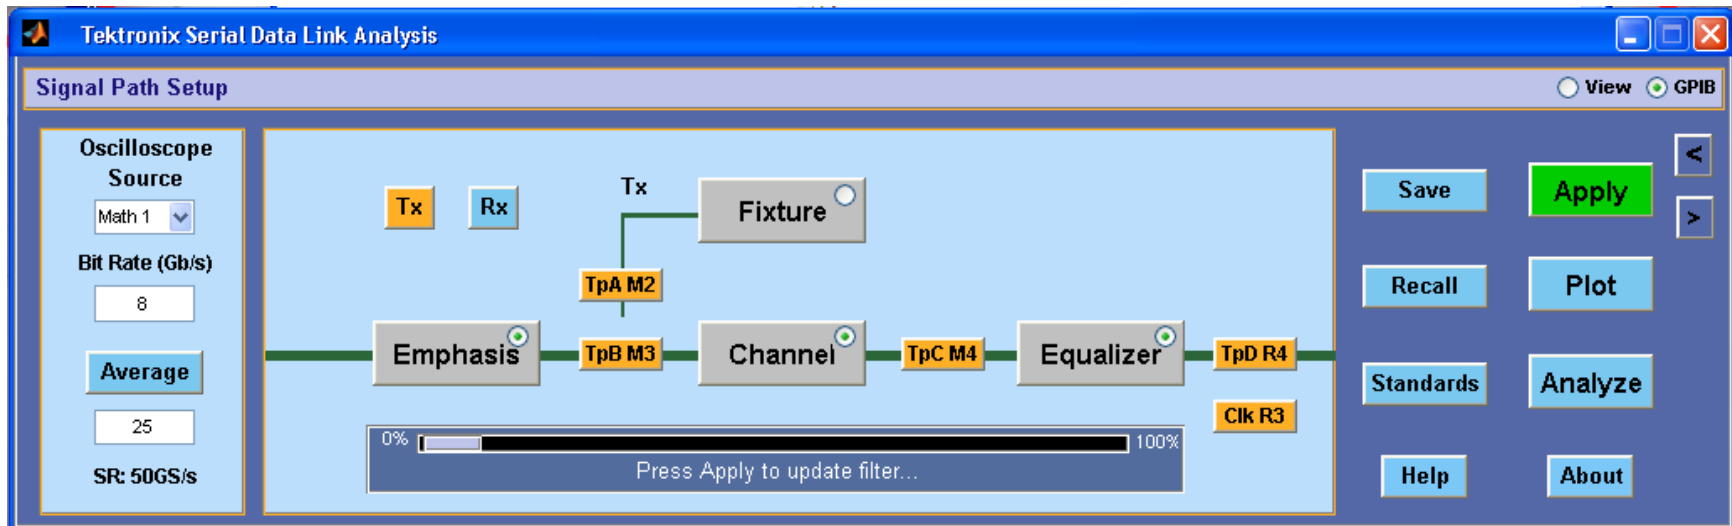 Tektronix Serial Data Link Analysis
Signal Path Setup
View GPIB
Oscilloscope
Source
Math 1
Bit Rate (Gb/s)
8
Average
25
SR: 50GS/s
Tx Rx
Tx
Fixture
TpA M2
Emphasis TpB M3 Channel TpC M4 Equalizer TpD R4
Clk R3
0% 100%
Press Apply to update filter...
Save Apply <
>
Recall Plot
Standards Analyze
Help About